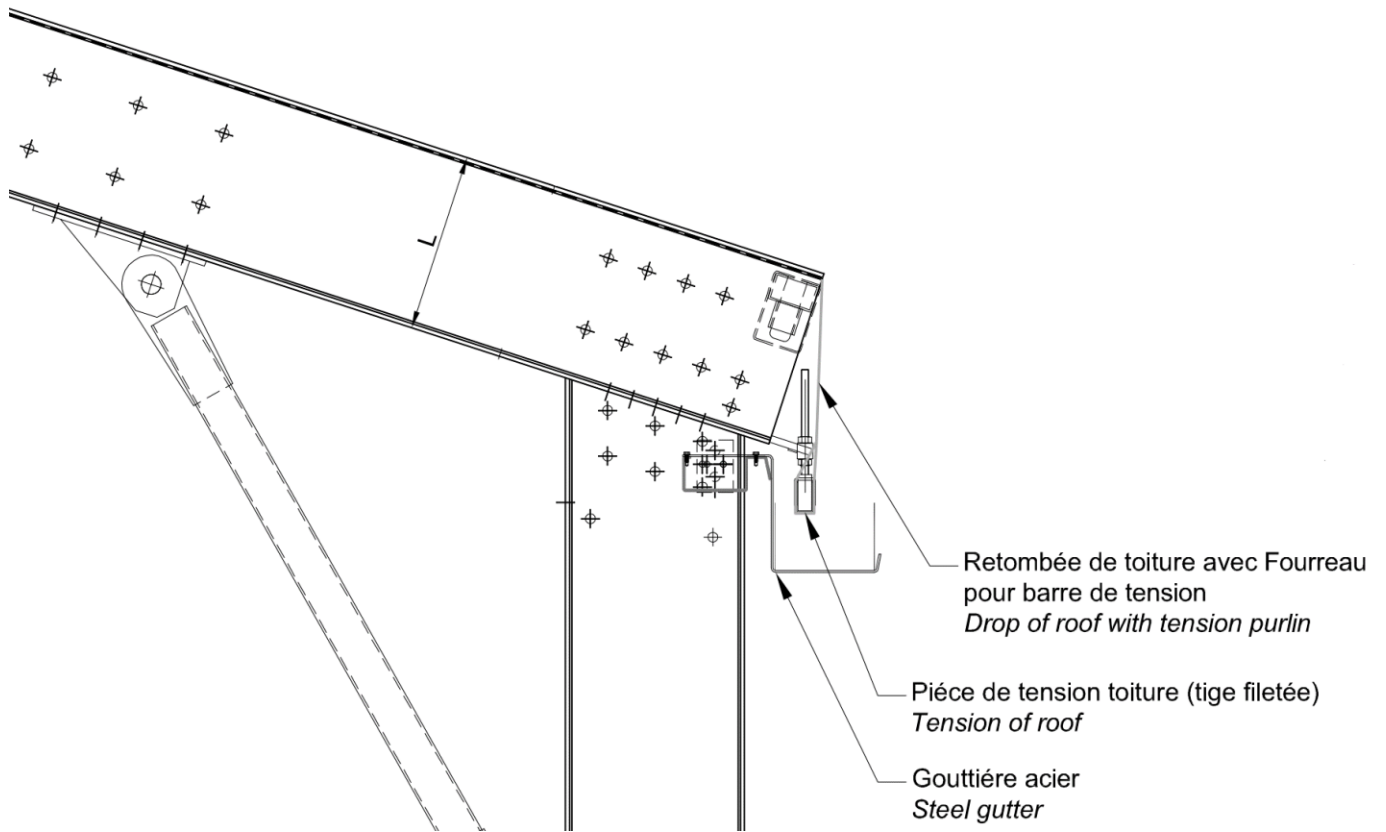 L
Retombée de toiture avec Fourreau
pour barre de tension
Drop of roof with tension purlin
Piéce de tension toiture (tige filetée)
Tension of roof
Gouttiére acier
Steel gutter